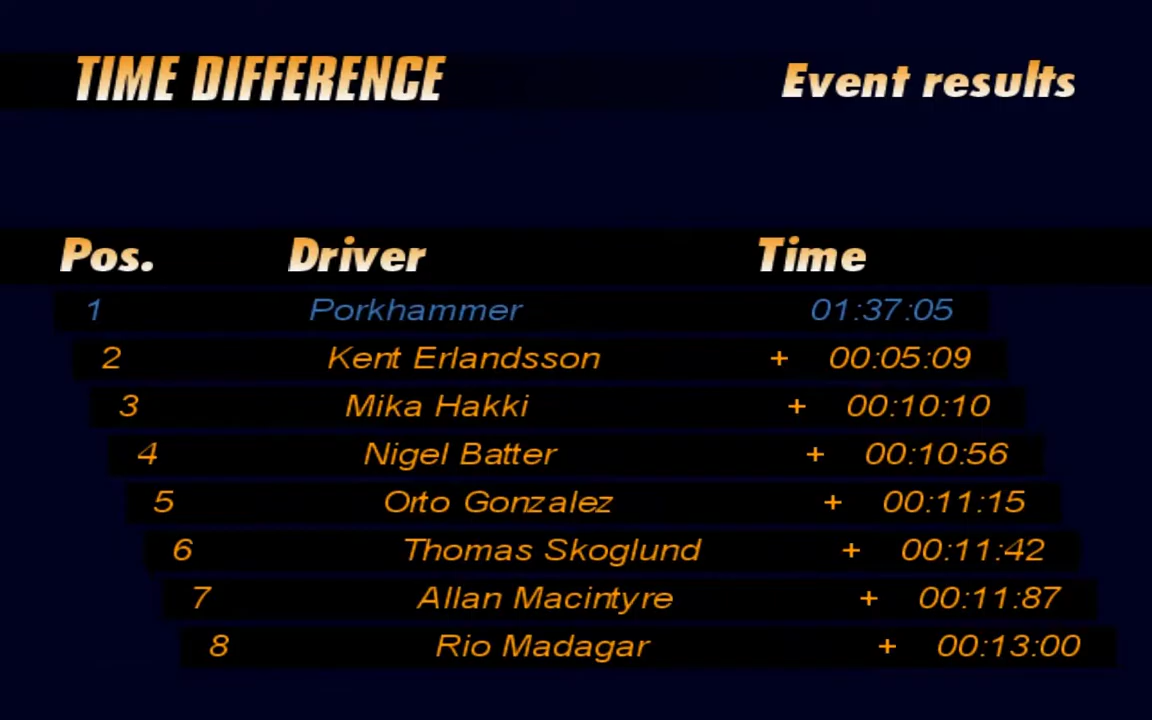 TIME DIFFERENCE Event results
Pos. Driver Time
1 Porkhammer 01:37:05
2 Kent Erlandsson + 00:05:09
3 Mika Hakki + 00:10:10
4 Nigel Batter + 00:10:56
5 Orto Gonzalez + 00:11:15
6 Thomas Skoglund + 00:11:42
7 Allan Macintyre + 00:11:87
8 Rio Madagar + 00:13:00